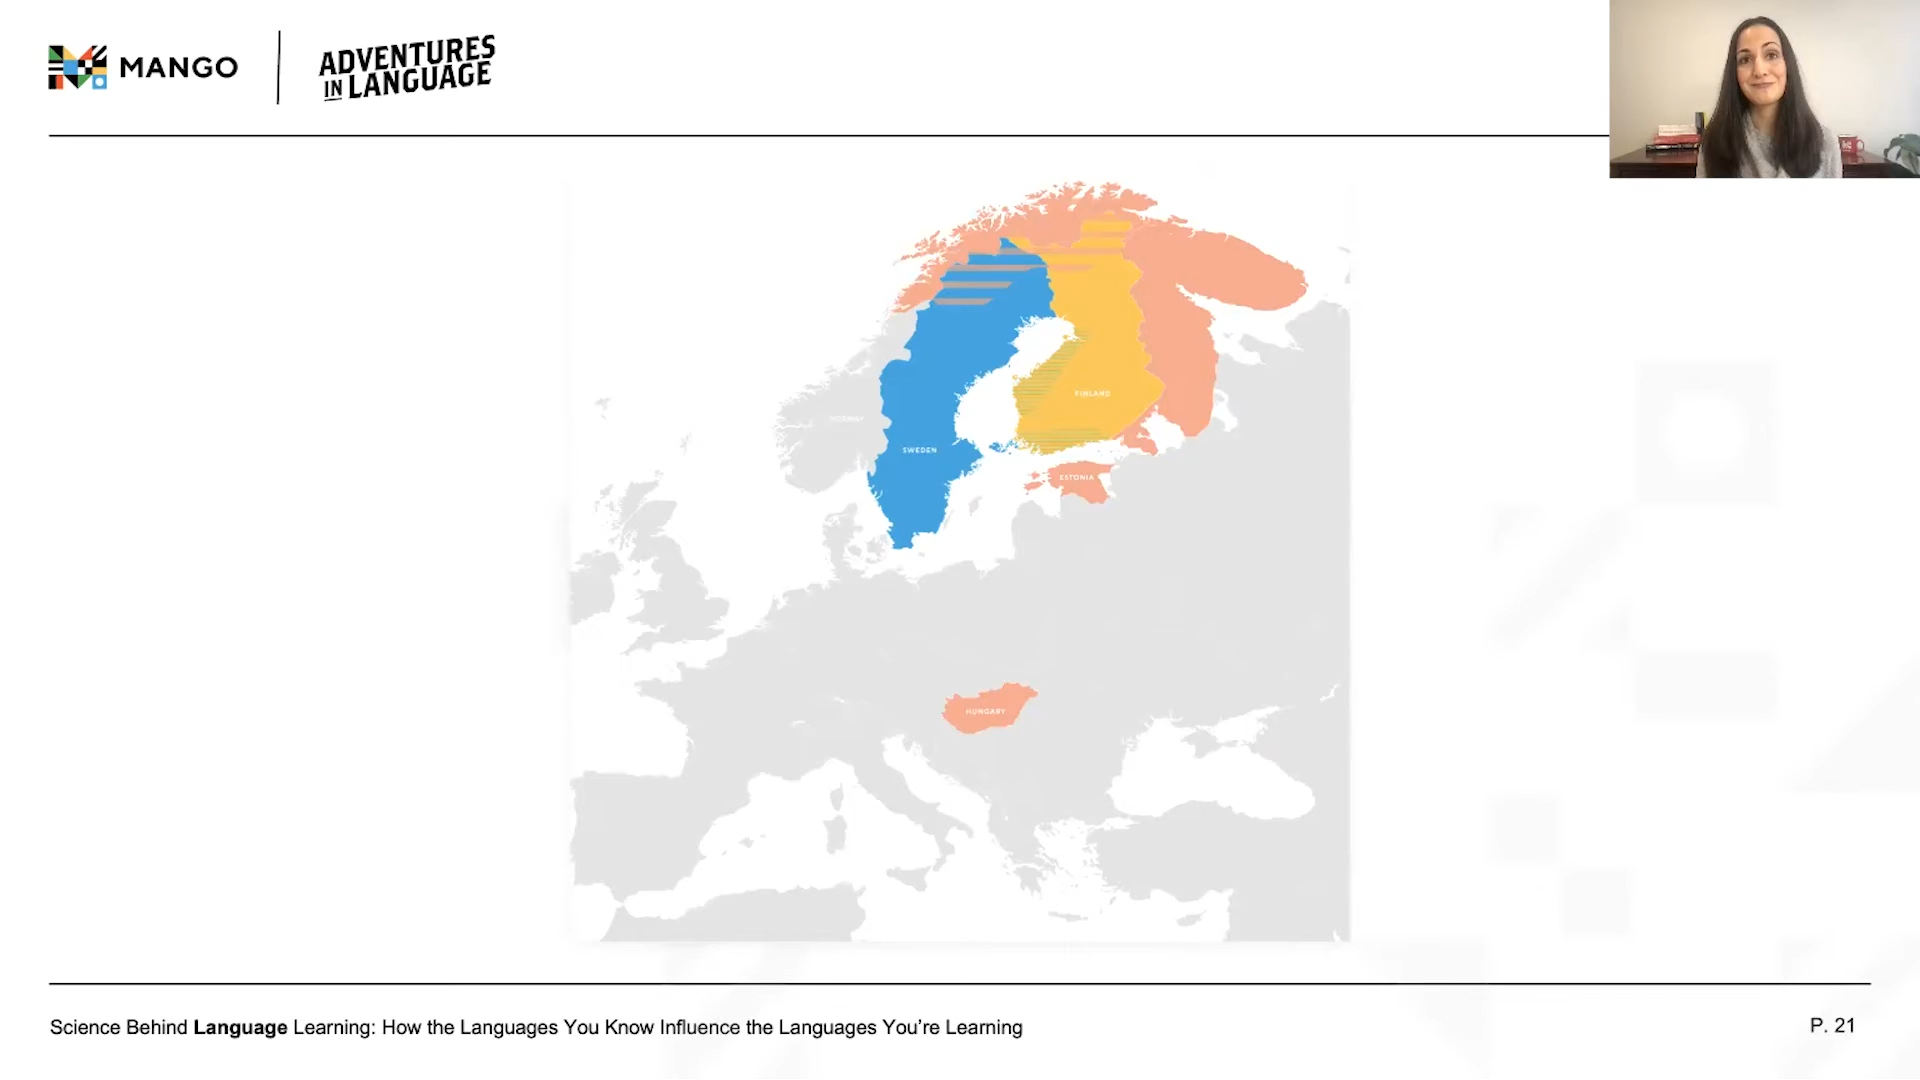 MANGO
ADVENTURES
IN LANGUAGE
NORWAY
FINLAND
SWEDEN
ESTONIA
HUNGARY
Science Behind Language Learning: How the Languages You Know Influence the Languages You’re Learning
P. 21